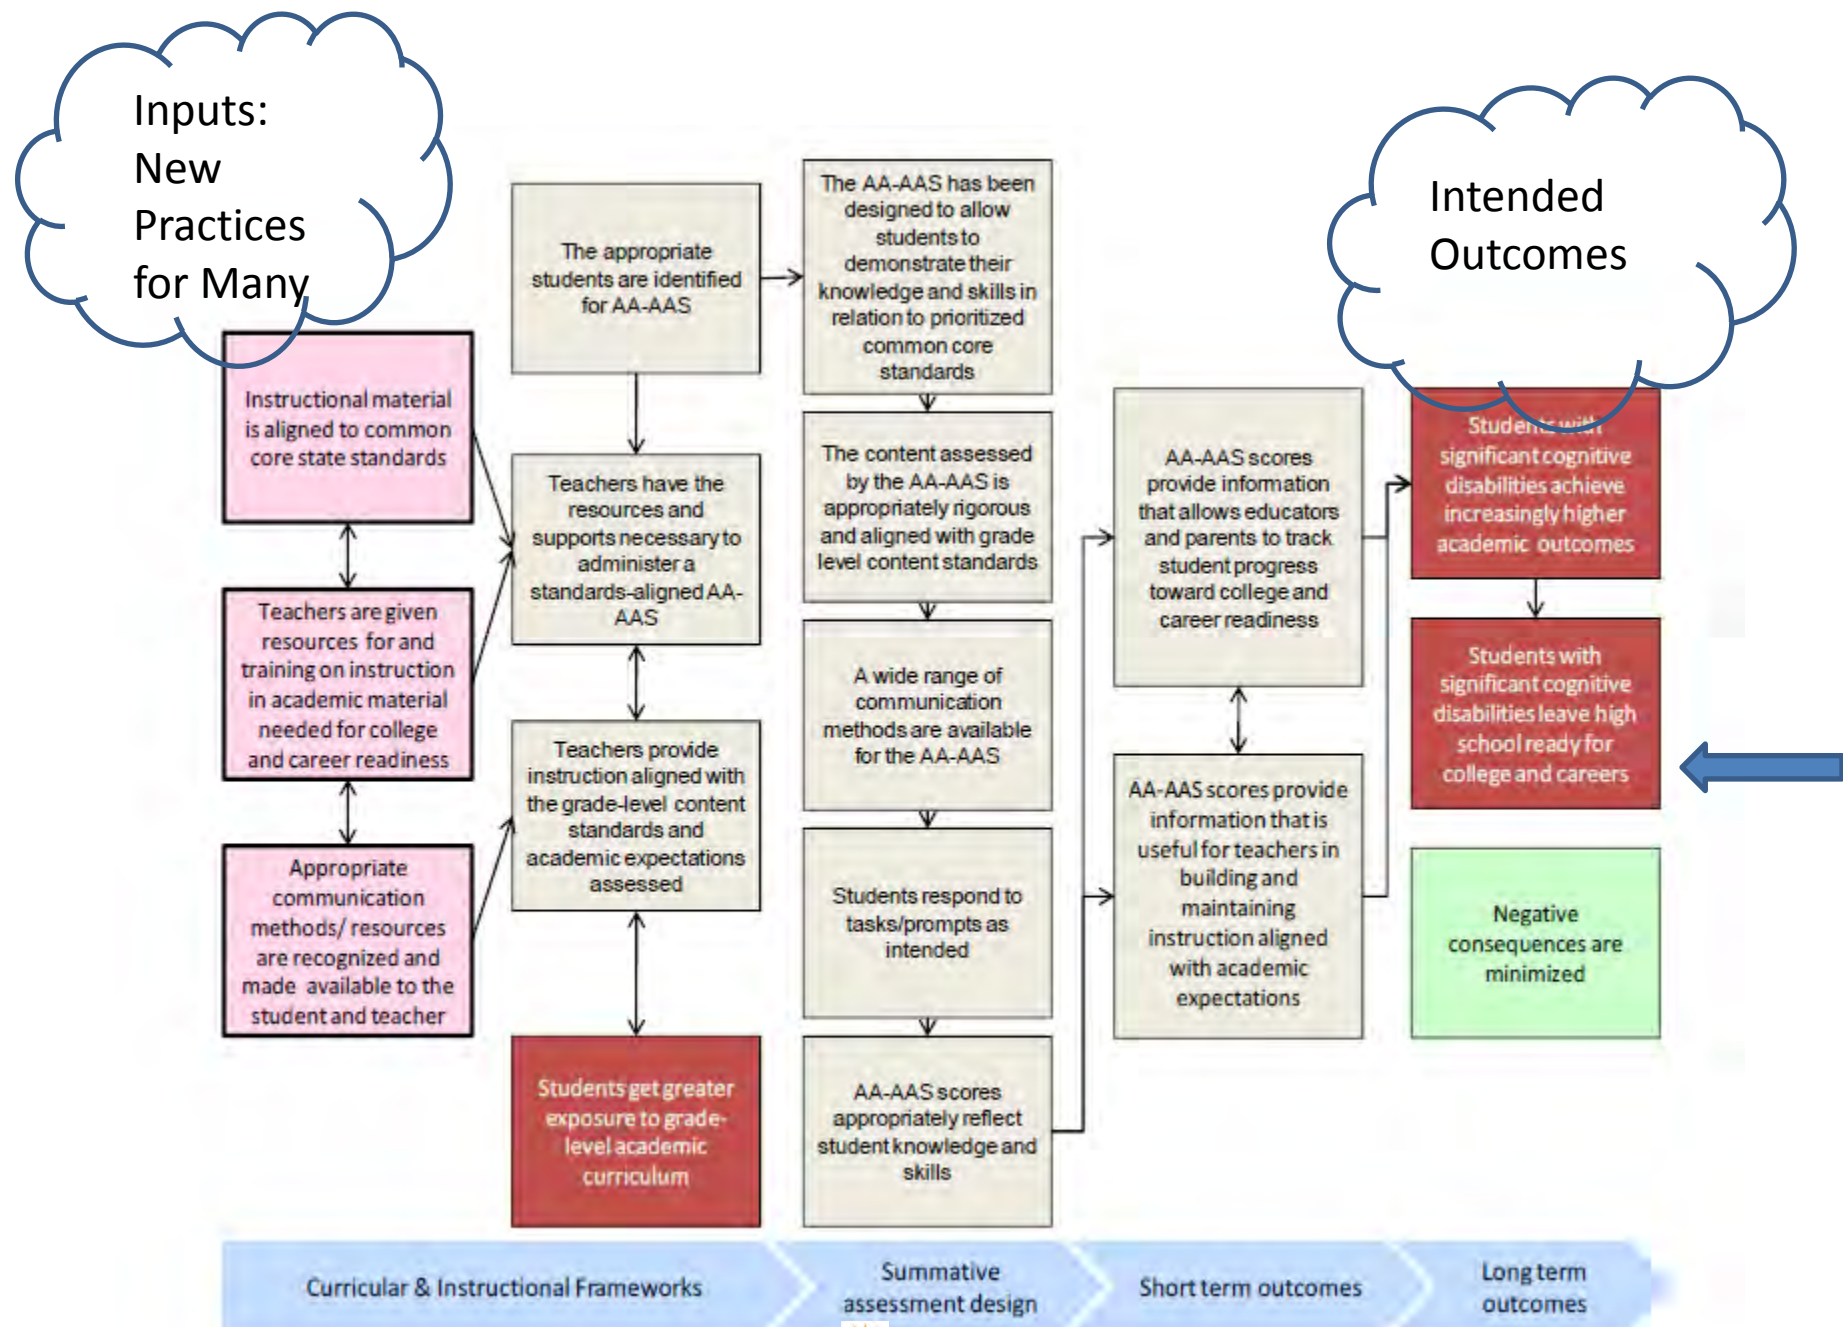 Inputs:
New
Practices
for Many
Intended
Outcomes
Instructional material
is aligned to common
core state standards
Teachers are given
resources for and
training on instruction
in academic material
needed for college
and career readiness
Appropriate
communication
methods/ resources
are recognized and
made available to the
student and teacher
The appropriate
students are identified
for AA-AAS
Teachers have the
resources and
supports necessary to
administer a
standards-aligned AA-
AAS
Teachers provide
instruction aligned with
the grade-level content
standards and
academic expectations
assessed
Students get greater
exposure to grade-
level academic
curriculum
The AA-AAS has been
designed to allow
students to
demonstrate their
knowledge and skills in
relation to prioritized
common core
standards
The content assessed
by the AA-AAS is
appropriately rigorous
and aligned with grade
level content standards
A wide range of
communication
methods are available
for the AA-AAS
Students respond to
tasks/prompts as
intended
AA-AAS scores
appropriately reflect
student knowledge and
skills
AA-AAS scores
provide information
that allows educators
and parents to track
student progress
toward college and
career readiness
AA-AAS scores provide
information that is
useful for teachers in
building and
maintaining
instruction aligned
with academic
expectations
Students with
significant cognitive
disabilities achieve
increasingly higher
academic outcomes
Students with
significant cognitive
disabilities leave high
school ready for
college and careers
Negative
consequences are
minimized
Curricular & Instructional Frameworks
Summative
assessment design
Short term outcomes
Long term
outcomes